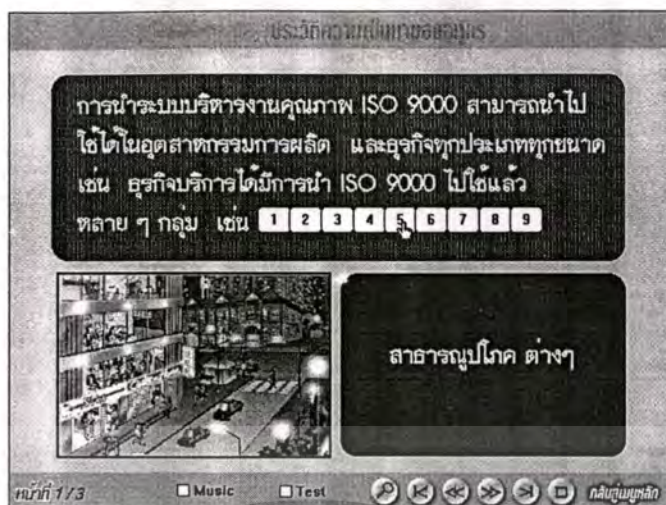 ประวัติความเป็นมาของ
การนำระบบบริหารงานคุณภาพ ISO 9000 สามารถนำไป
ใช้ได้ในอุตสาหกรรมการผลิต และธุรกิจทุกประเภททุกขนาด
เช่น ธุรกิจบริการได้มีการนำ ISO 9000 ไปใช้แล้ว
หลาย ๆ กลุ่ม เช่น 1 2 3 4 5 6 7 8 9
สาธารณูปโภค ต่างๆ
หน้าที่ 1/3
Music
Test
กลับสู่เมนูหลัก